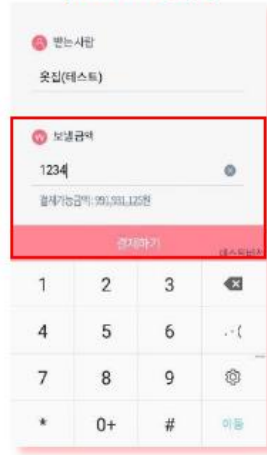 받는사람
옷집(테스트)
보낼금액
1234
결제가능금액: 991,931,125원
결제하기
1 2 3
4 5 6 .-(
7 8 9
* 0+ # 이동